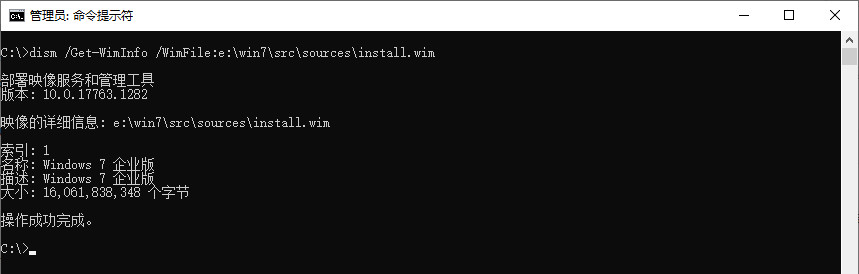 管理员: 命令提示符
C:\>dism /Get-WimInfo /WimFile:e:\win7\src\sources\install.wim
部署映像服务和管理工具
版本: 10.0.17763.1282
映像的详细信息: e:\win7\src\sources\install.wim
索引: 1
名称: Windows 7 企业版
描述: Windows 7 企业版
大小: 16,061,838,348 个字节
操作成功完成。
C:\>